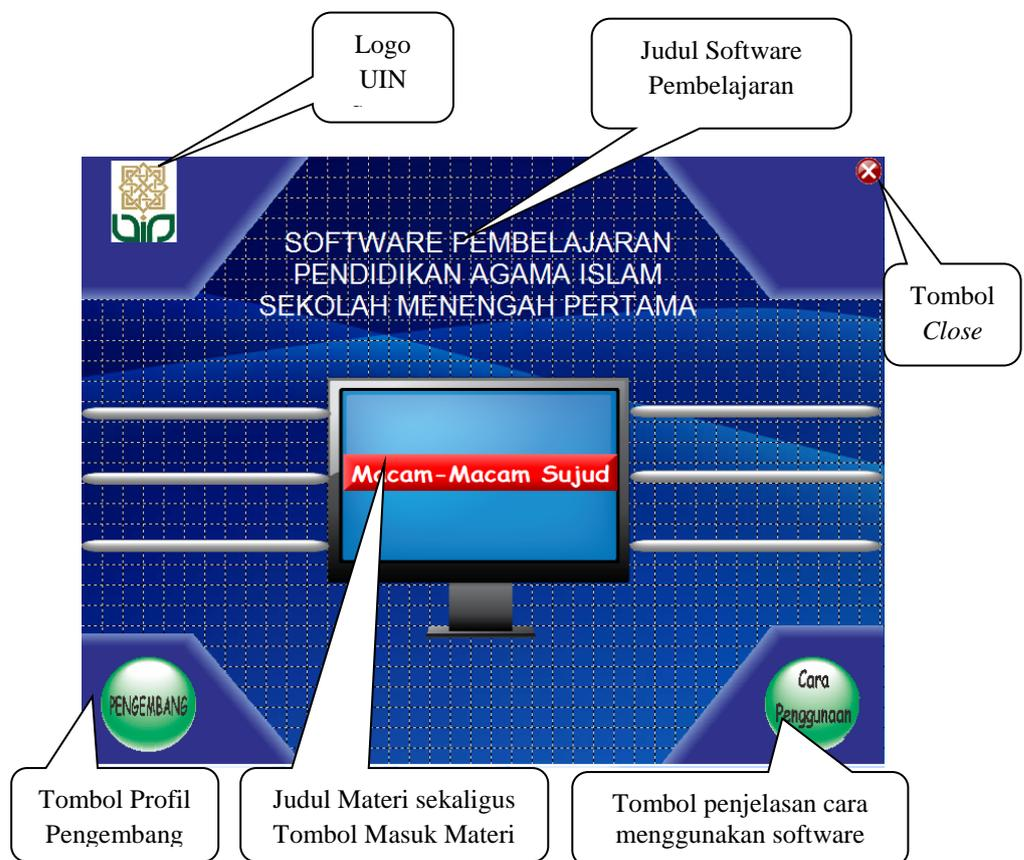 Logo
UIN
Judul Software
Pembelajaran
SOFTWARE PEMBELAJARAN
PENDIDIKAN AGAMA ISLAM
SEKOLAH MENENGAH PERTAMA
Tombol
Close
Macam-Macam Sujud
PENGEMBANG
Cara
Penggunaan
Tombol Profil
Pengembang
Judul Materi sekaligus
Tombol Masuk Materi
Tombol penjelasan cara
menggunakan software